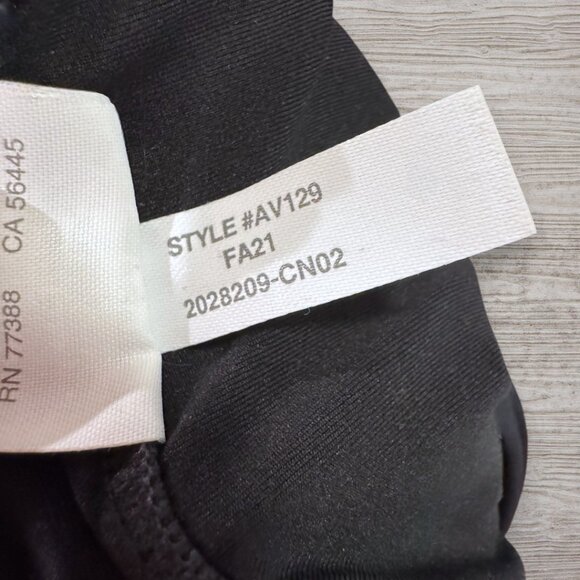 CA 56445
RN 77388
STYLE #AV129
FA21
2028209-CN02